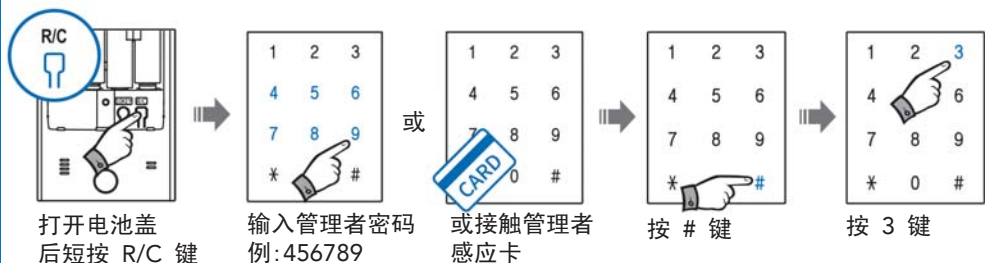 R/C
1 2 3
4 5 6
7 8 9
* #
或
1 2 3
4 5 6
7 8 9
0 #
CARD
1 2 3
4 5 6
7 8 9
* #
1 2 3
4 6
7 8 9
* 0 #
打开电池盖
后短按 R/C 键
输入管理者密码
例:456789
或接触管理者
感应卡
按 # 键
按 3 键